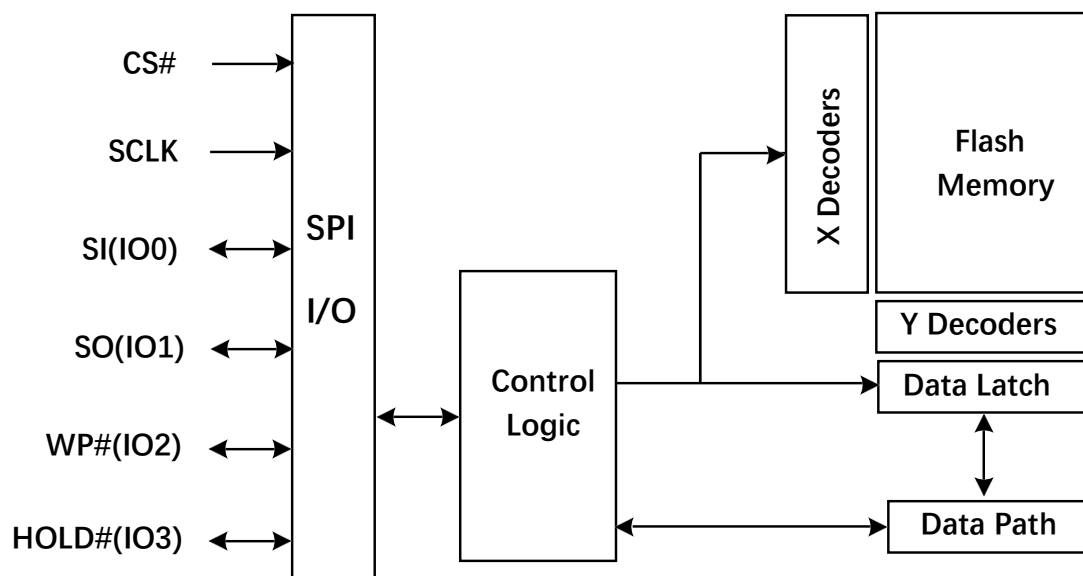 CS#
SCLK
SI(IO0)
SO(IO1)
WP#(IO2)
HOLD#(IO3)
SPI
I/O
Control
Logic
X Decoders
Flash
Memory
Y Decoders
Data Latch
Data Path